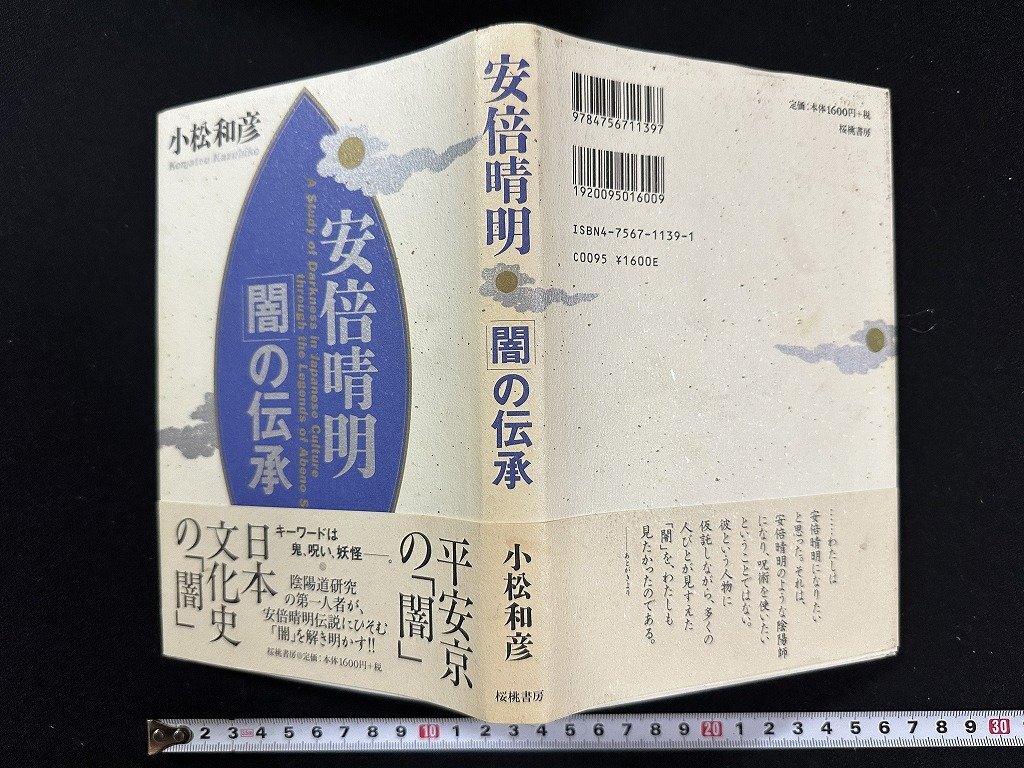 小松和彦
Komatsu Kazuhiko
安倍晴明
「闇」の伝承
A Study of Darkness in Japanese Culture
through the Legends of Abeno S
平安京
の「闇」
キーワードは
鬼、呪い、妖怪――。
陰陽道研究
の第一人者が、
安倍晴明伝説にひそむ
「闇」を解き明かす!!
日本
文化史
の「闇」
桜桃書房◎定価:本体1600円+税
安倍晴明
「闇」の伝承
小松和彦
桜桃書房
9784756711397
1920095016009
ISBN4-7567-1139-1
C0095 ¥1600E
定価:本体1600円+税
桜桃書房
……わたしは
安倍晴明になりたい
と思った。それは、
安倍晴明のような陰陽師
になり、呪術を使いたい、
ということではない。
彼という人物に
仮託しながら、多くの
人びとが見すえた
「闇」を、わたしも
見たかったのである。
――あとがきより
2 3 4 5 6 7 8 9 10 1 2 3 4 5 6 7 8 9 20 1 2 3 4 5 6 7 8 9 30